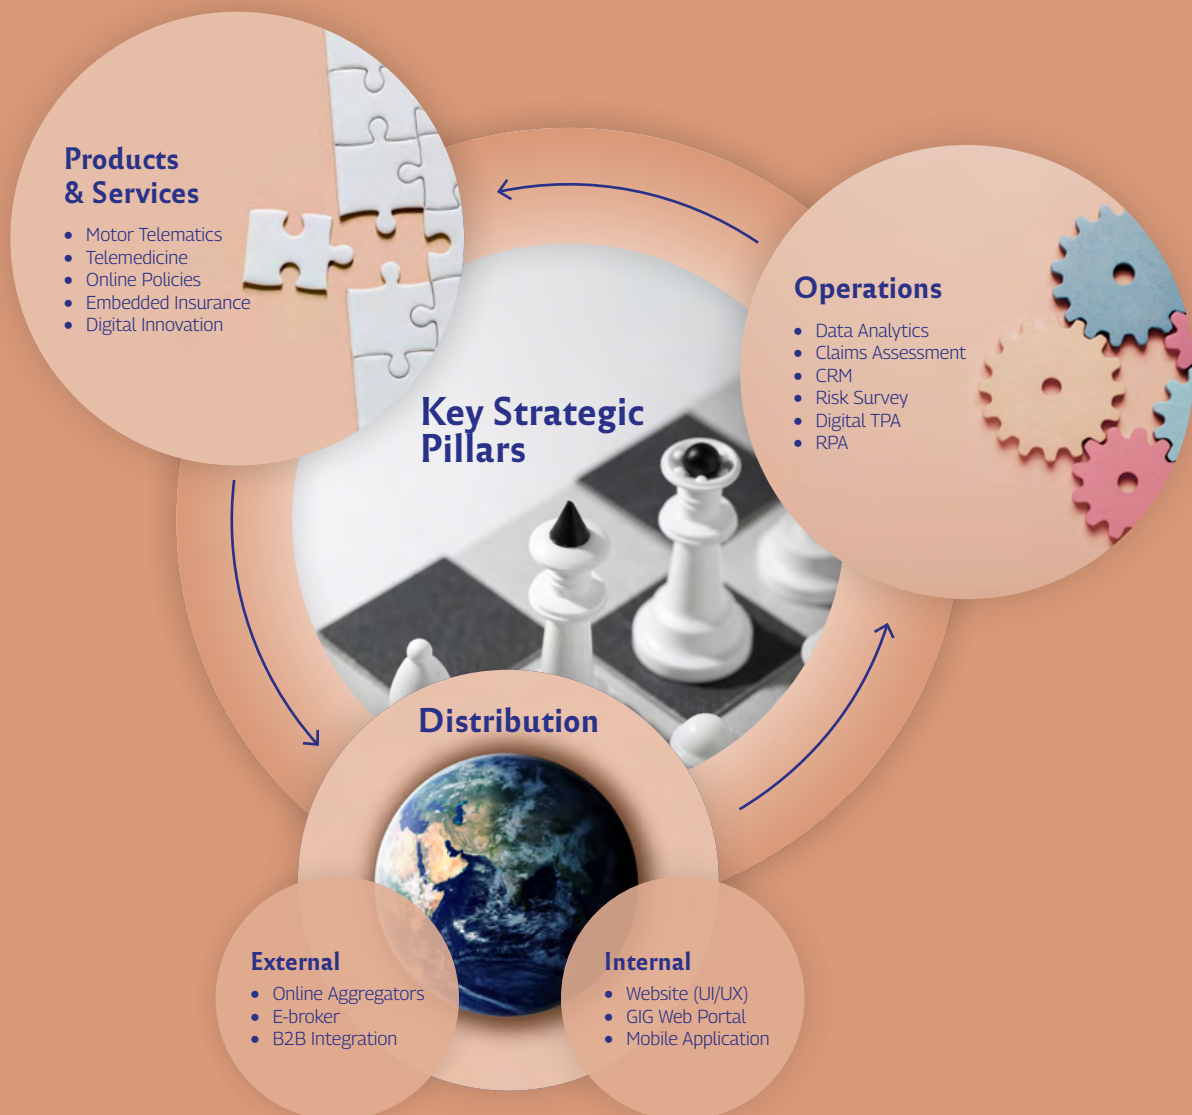 Products
& Services
• Motor Telematics
• Telemedicine
• Online Policies
• Embedded Insurance
• Digital Innovation
Key Strategic
Pillars
Operations
• Data Analytics
• Claims Assessment
• CRM
• Risk Survey
• Digital TPA
• RPA
Distribution
External
• Online Aggregators
• E-broker
• B2B Integration
Internal
• Website (UI/UX)
• GIG Web Portal
• Mobile Application